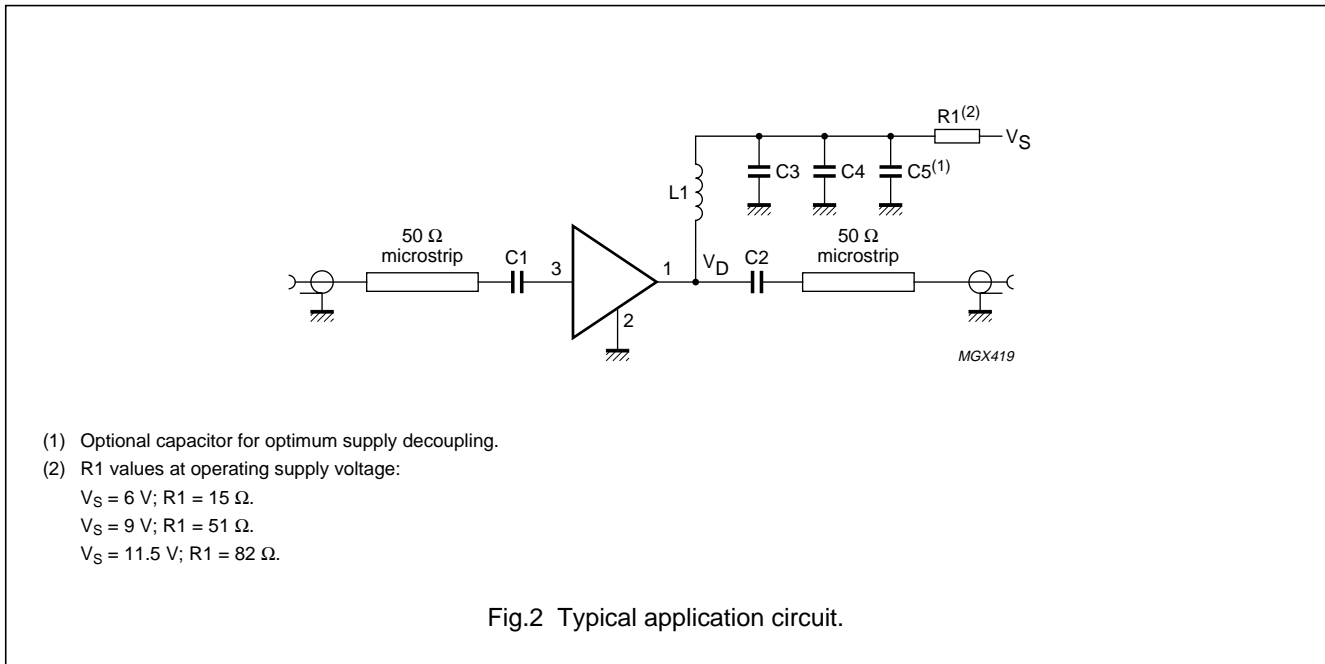 R1(2)
VS
C3
C4
C5(1)
L1
50 Ω
microstrip
C1
3
1
2
VD
C2
50 Ω
microstrip
MGX419
(1) Optional capacitor for optimum supply decoupling.
(2) R1 values at operating supply voltage:
VS = 6 V; R1 = 15 Ω.
VS = 9 V; R1 = 51 Ω.
VS = 11.5 V; R1 = 82 Ω.
Fig.2 Typical application circuit.